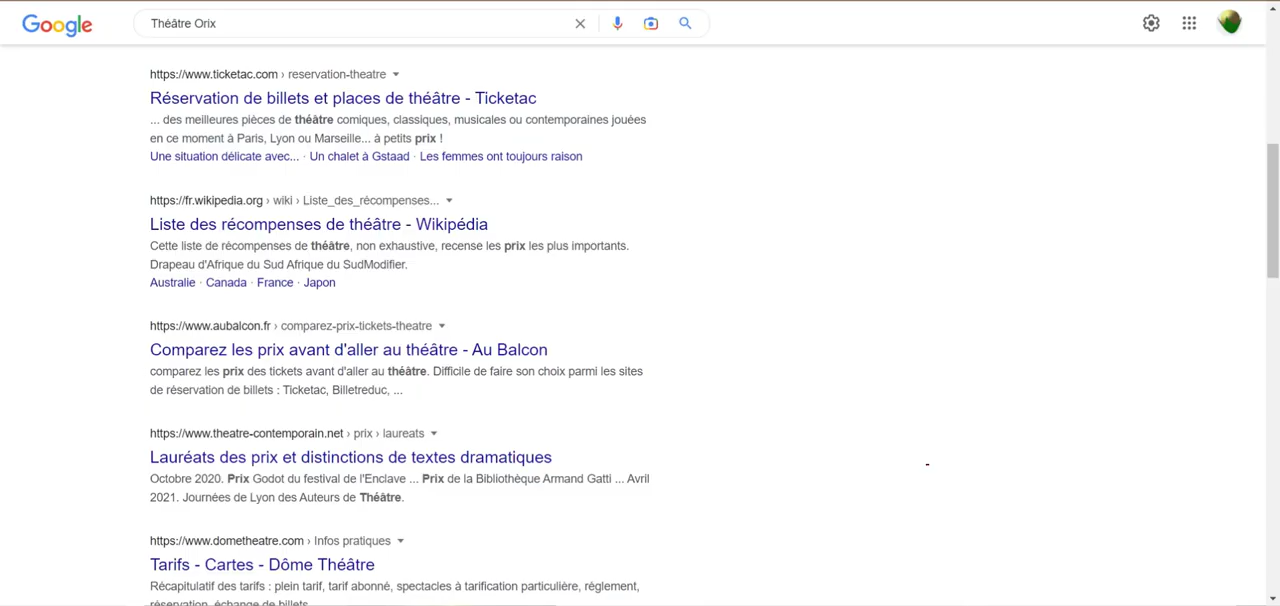 Google
Théâtre Orix
https://www.ticketac.com › reservation-theatre
Réservation de billets et places de théâtre - Ticketac
... des meilleures pièces de théâtre comiques, classiques, musicales ou contemporaines jouées
en ce moment à Paris, Lyon ou Marseille... à petits prix !
Une situation délicate avec... · Un chalet à Gstaad · Les femmes ont toujours raison
https://fr.wikipedia.org › wiki › Liste_des_récompenses...
Liste des récompenses de théâtre - Wikipédia
Cette liste de récompenses de théâtre, non exhaustive, recense les prix les plus importants.
Drapeau d'Afrique du Sud Afrique du SudModifier.
Australie · Canada · France · Japon
https://www.aubalcon.fr › comparez-prix-tickets-theatre
Comparez les prix avant d'aller au théâtre - Au Balcon
comparez les prix des tickets avant d'aller au théâtre. Difficile de faire son choix parmi les sites
de réservation de billets : Ticketac, Billetreduc, ...
https://www.theatre-contemporain.net › prix › laureats
Lauréats des prix et distinctions de textes dramatiques
Octobre 2020. Prix Godot du festival de l'Enclave ... Prix de la Bibliothèque Armand Gatti ... Avril
2021. Journées de Lyon des Auteurs de Théâtre.
https://www.dometheatre.com › Infos pratiques
Tarifs - Cartes - Dôme Théâtre
Récapitulatif des tarifs : plein tarif, tarif abonné, spectacles à tarification particulière, règlement,
réservation, échange de billets